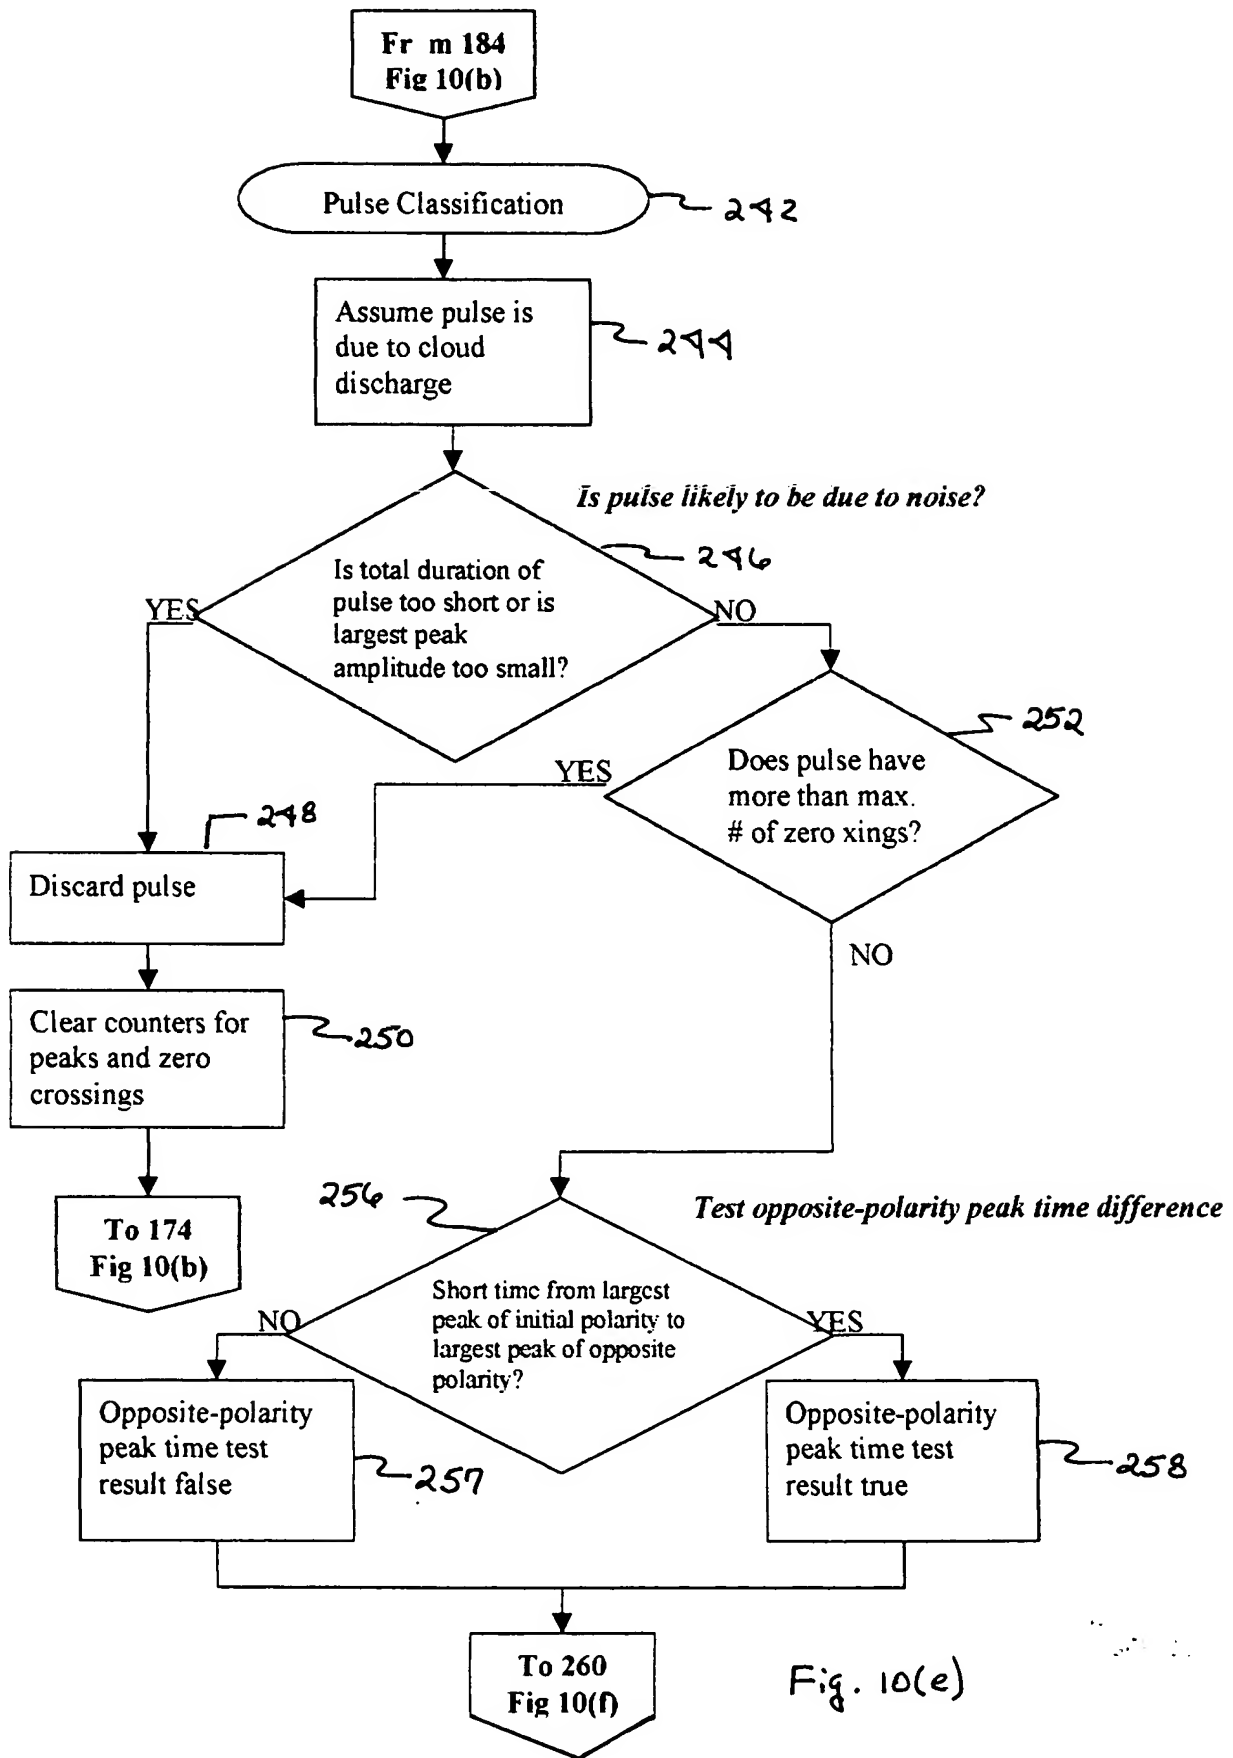 Fr m 184
Fig 10(b)
Pulse Classification
242
Assume pulse is
due to cloud
discharge
244
Is pulse likely to be due to noise?
246
Is total duration of
pulse too short or is
largest peak
amplitude too small?
YES
NO
252
Does pulse have
more than max.
# of zero xings?
YES
NO
248
Discard pulse
Clear counters for
peaks and zero
crossings
250
To 174
Fig 10(b)
256
Test opposite-polarity peak time difference
Short time from largest
peak of initial polarity to
largest peak of opposite
polarity?
NO
YES
Opposite-polarity
peak time test
result false
257
Opposite-polarity
peak time test
result true
258
To 260
Fig 10(f)
Fig. 10(e)